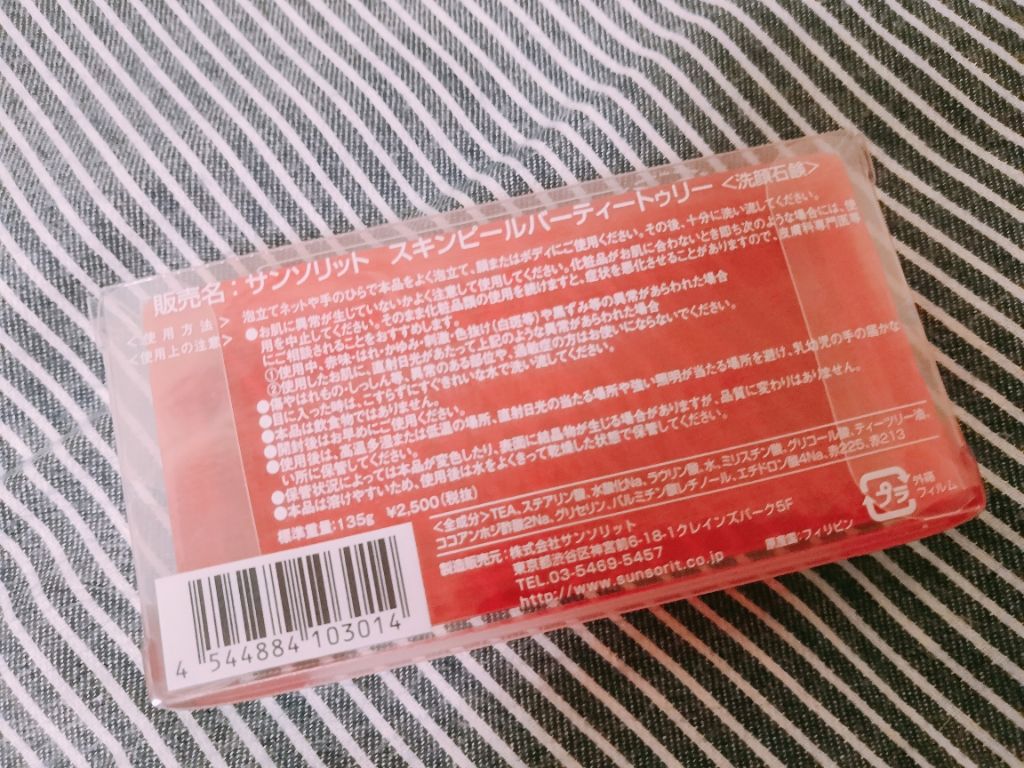 販売名：サンソリット スキンピールバーティートゥリー <洗顔石鹸>
<使用方法> 泡立てネットや手のひらで本品をよく泡立て、顔またはボディにご使用ください。その後、十分に洗い流してください。
<使用上の注意> ●お肌に異常が生じていないかよく注意して使用してください。化粧品がお肌に合わないとき即ち次のような場合には、使
用を中止してください。そのまま化粧品類の使用を続けますと、症状を悪化させることがありますので、皮膚科専門医等
にご相談されることをおすすめします。
①使用中、赤味・はれ・かゆみ・刺激・色抜け(白斑等)や黒ずみ等の異常があらわれた場合
②使用したお肌に、直射日光があたって上記のような異常があらわれた場合
●傷やはれもの・しっしん等、異常のある部位や、過敏症の方はお使いにならないでください。
●目に入った時は、こすらずにすぐきれいな水で洗い流してください。
●本品は飲食物ではありません。
●開封後はお早めにご使用ください。
●使用後は、高温多湿または低温の場所、直射日光の当たる場所や強い照明が当たる場所を避け、乳幼児の手の届かな
い所に保管してください。
●保管状況によっては本品が変色したり、表面に結晶物が生じる場合がありますが、品質に変わりはありません。
●本品は溶けやすいため、使用後は水をよくきって乾燥した状態で保管してください。
標準重量：135g ¥2,500(税抜)
<全成分>TEA、ステアリン酸、水酸化Na、ラウリン酸、水、ミリスチン酸、グリコール酸、ティーツリー油、
ココアンホジ酢酸2Na、グリセリン、パルミチン酸レチノール、エチドロン酸4Na、赤225、赤213
製造販売元：株式会社サンソリット
東京都渋谷区神宮前6-18-1クレインズパーク5F
TEL.03-5469-5457
http://www.sunsorit.co.jp
原産国：フィリピン
プラ
外箱
フィルム
4 544884 103014